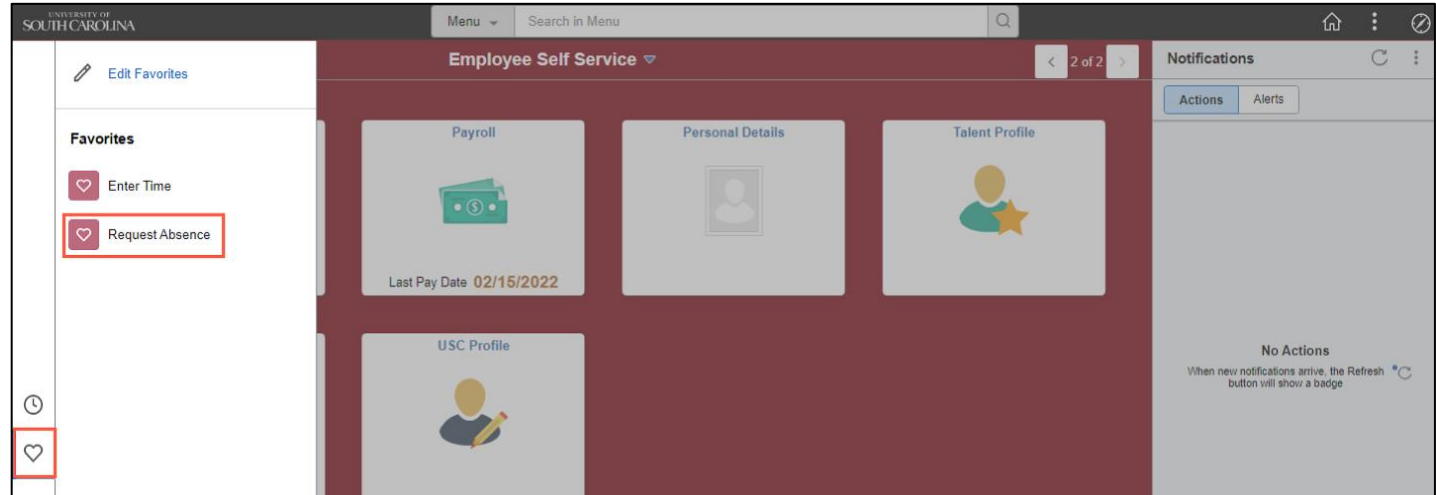 UNIVERSITY OF
SOUTH CAROLINA
Menu
Search in Menu
Edit Favorites
Favorites
Enter Time
Request Absence
Employee Self Service
2 of 2
Payroll
Last Pay Date 02/15/2022
Personal Details
Talent Profile
USC Profile
Notifications
Actions
Alerts
No Actions
When new notifications arrive, the Refresh
button will show a badge